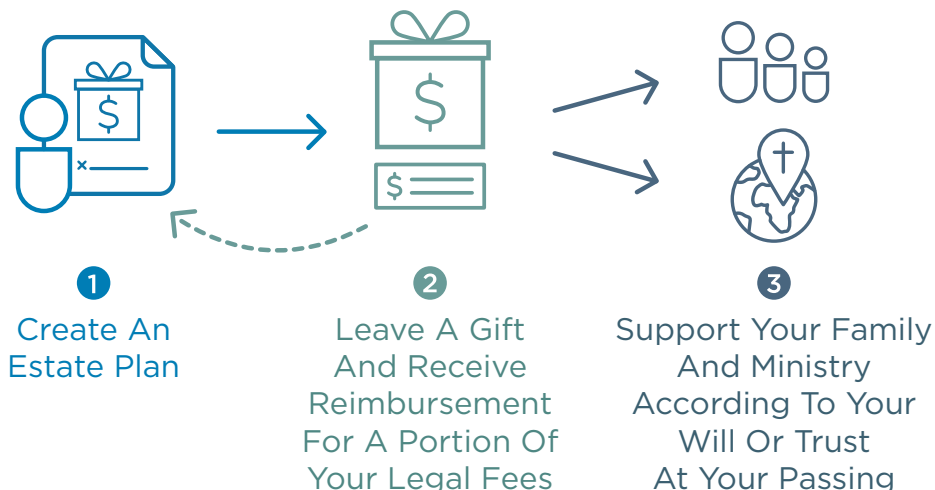 $
×
$
$
1
Create An
Estate Plan
2
Leave A Gift
And Receive
Reimbursement
For A Portion Of
Your Legal Fees
3
Support Your Family
And Ministry
According To Your
Will Or Trust
At Your Passing